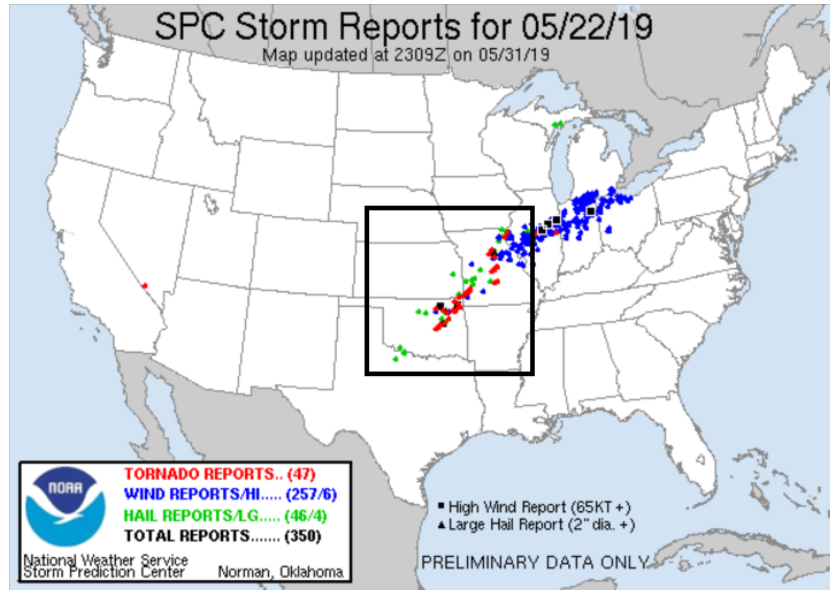 SPC Storm Reports for 05/22/19
Map updated at 2309Z on 05/31/19
NOAA
TORNADO REPORTS.. (47)
WIND REPORTS/HI..... (257/6)
HAIL REPORTS/LG..... (46/4)
TOTAL REPORTS....... (350)
National Weather Service
Storm Prediction Center Norman, Oklahoma
High Wind Report (65KT +)
Large Hail Report (2" dia. +)
PRELIMINARY DATA ONLY